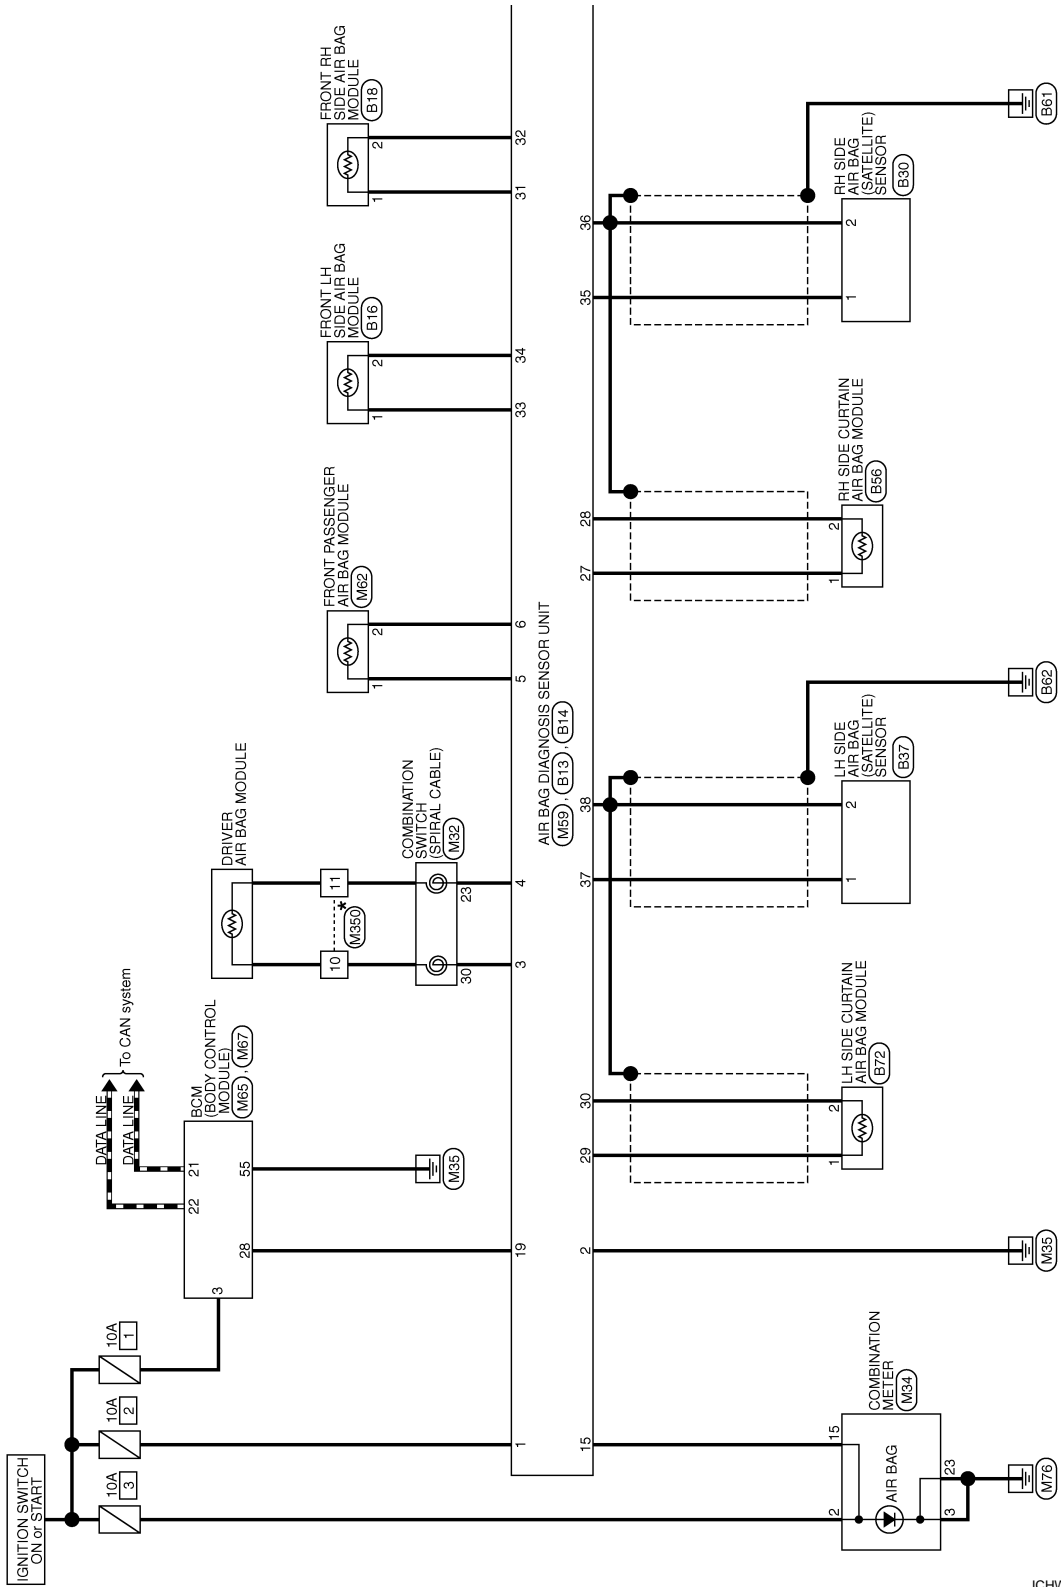 IGNITION SWITCH
ON or START
10A
3
10A
2
10A
1
3
22
21
28
55
DATA LINE
DATA LINE
To CAN system
BCM
(BODY CONTROL
MODULE)
M65 , M67
M35
DRIVER
AIR BAG MODULE
10
11
*
M350
COMBINATION
SWITCH
(SPIRAL CABLE)
M32
30
23
FRONT PASSENGER
AIR BAG MODULE
M62
1
2
FRONT LH
SIDE AIR BAG
MODULE
B16
1
2
FRONT RH
SIDE AIR BAG
MODULE
B18
1
2
1
19
3
4
5
6
33
34
31
32
AIR BAG DIAGNOSIS SENSOR UNIT
M59 , B13 , B14
15
2
29
30
37
38
27
28
35
36
COMBINATION
METER
M34
2
15
AIR BAG
3
23
M76
M35
LH SIDE CURTAIN
AIR BAG MODULE
B72
1
2
LH SIDE
AIR BAG
(SATELLITE)
SENSOR
B37
1
2
B62
RH SIDE CURTAIN
AIR BAG MODULE
B56
1
2
RH SIDE
AIR BAG
(SATELLITE)
SENSOR
B30
1
2
B61